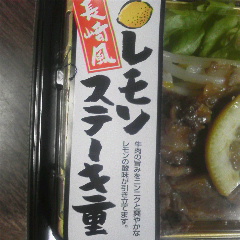 長崎風
レモン
ステーキ重
牛肉の旨みをニンニクと爽やかな
レモンの酸味が引き立てます。